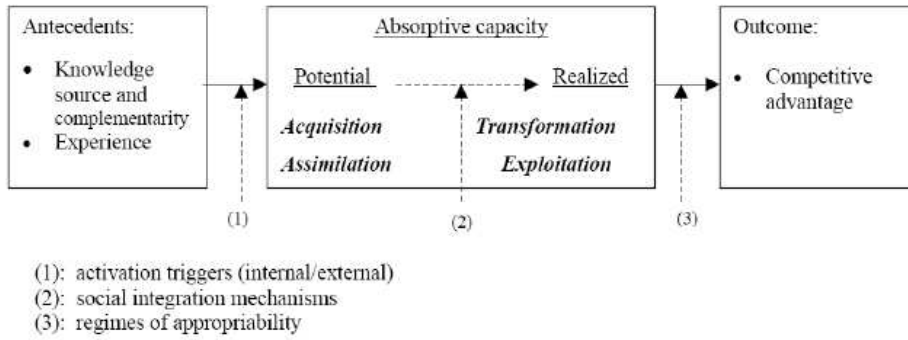 Antecedents:
• Knowledge
source and
complementarity
• Experience
Absorptive capacity
Potential
Realized
Acquisition
Transformation
Assimilation
Exploitation
Outcome:
• Competitive
advantage
(1)
(2)
(3)
(1): activation triggers (internal/external)
(2): social integration mechanisms
(3): regimes of appropriability